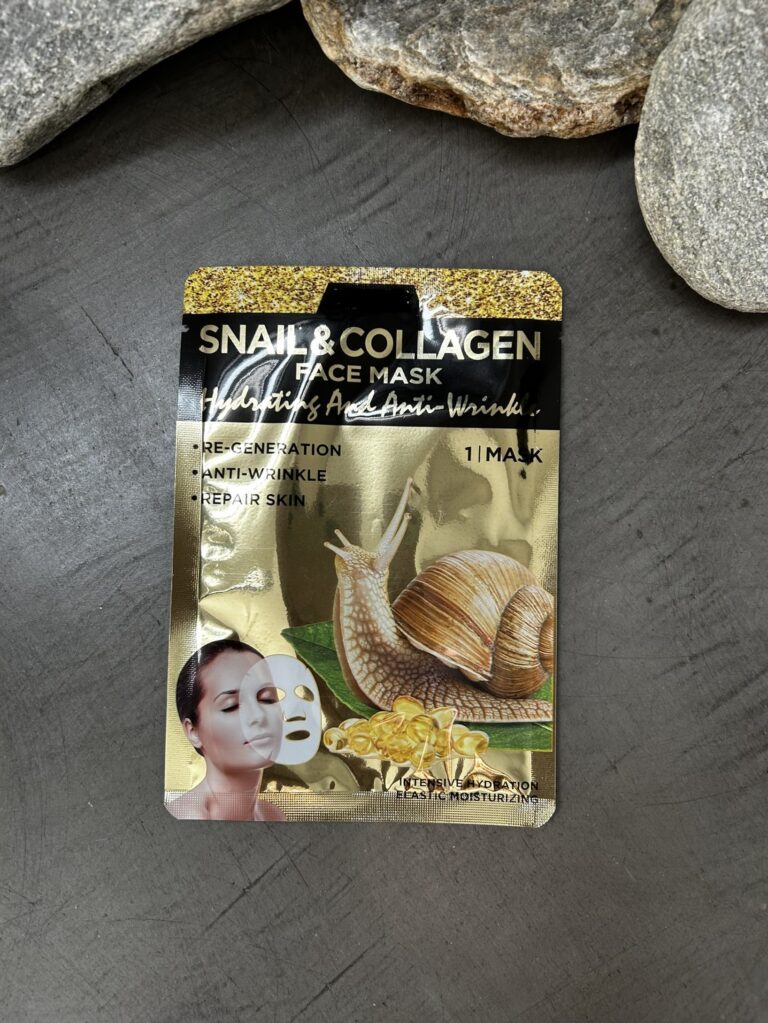 SNAIL & COLLAGEN
FACE MASK
Hydrating And Anti-Wrinkle
• RE-GENERATION
• ANTI-WRINKLE
• REPAIR SKIN
1 | MASK
INTENSIVE HYDRATION
ELASTIC MOISTURIZING